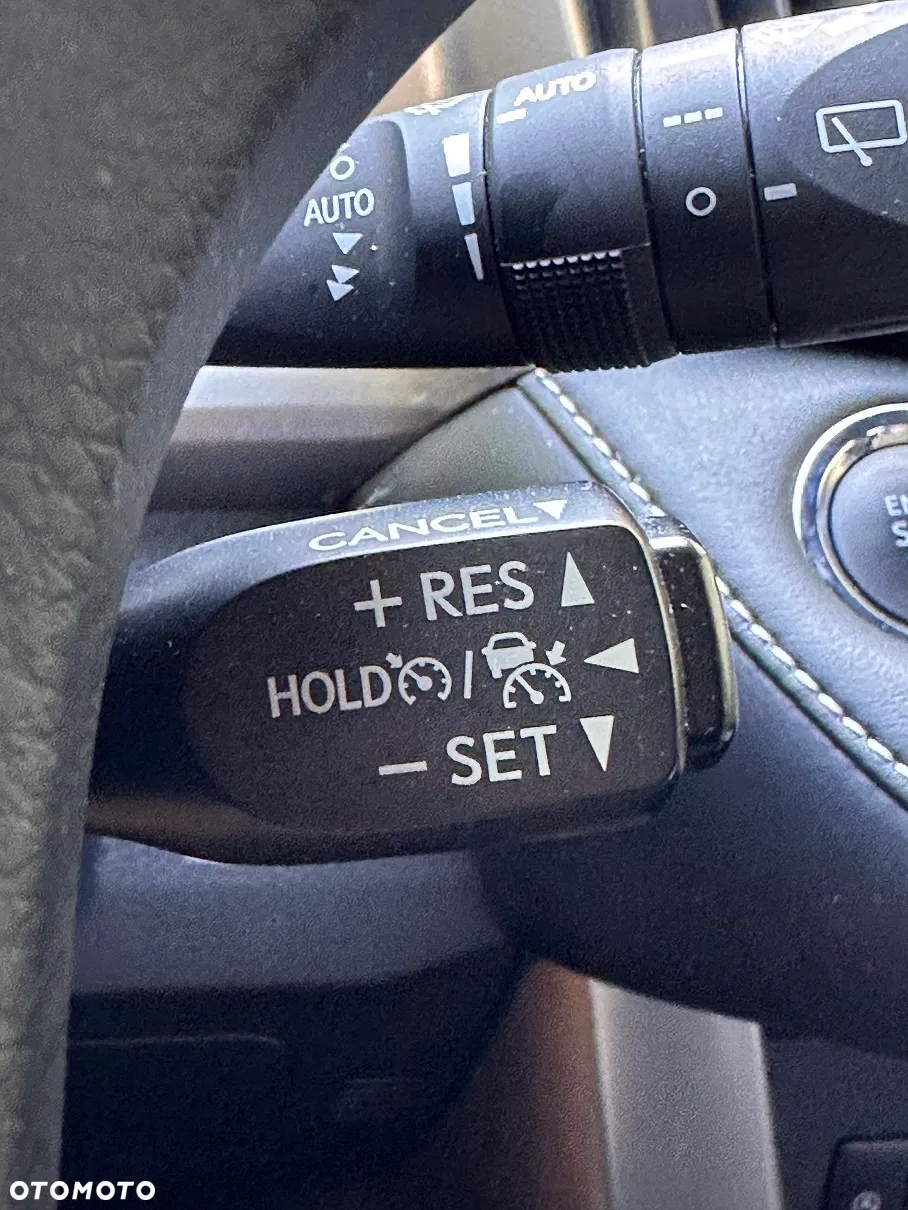 AUTO
AUTO
CANCEL
+ RES
HOLD /
- SET
OTOMOTO